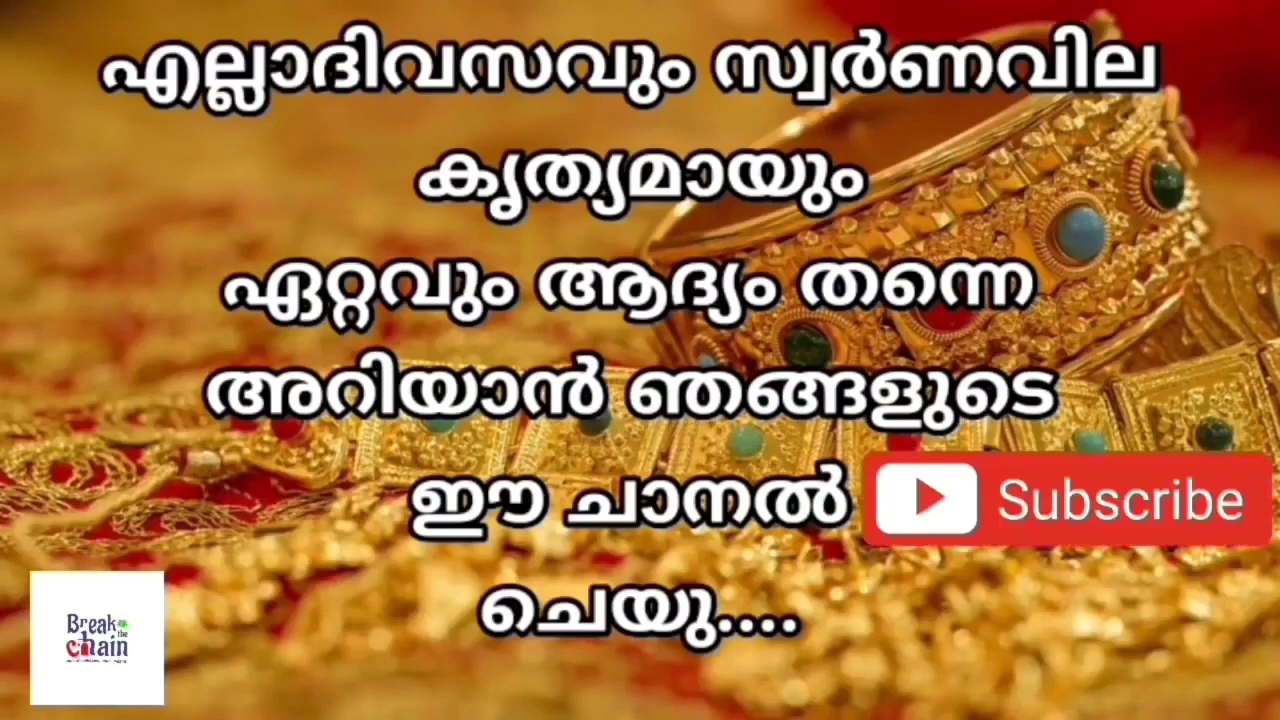 എല്ലാദിവസവും സ്വർണവില
കൃത്യമായും
ഏറ്റവും ആദ്യം തന്നെ
അറിയാൻ ഞങ്ങളുടെ
ഈ ചാനൽ Subscribe
ചെയു....
Break the
chain